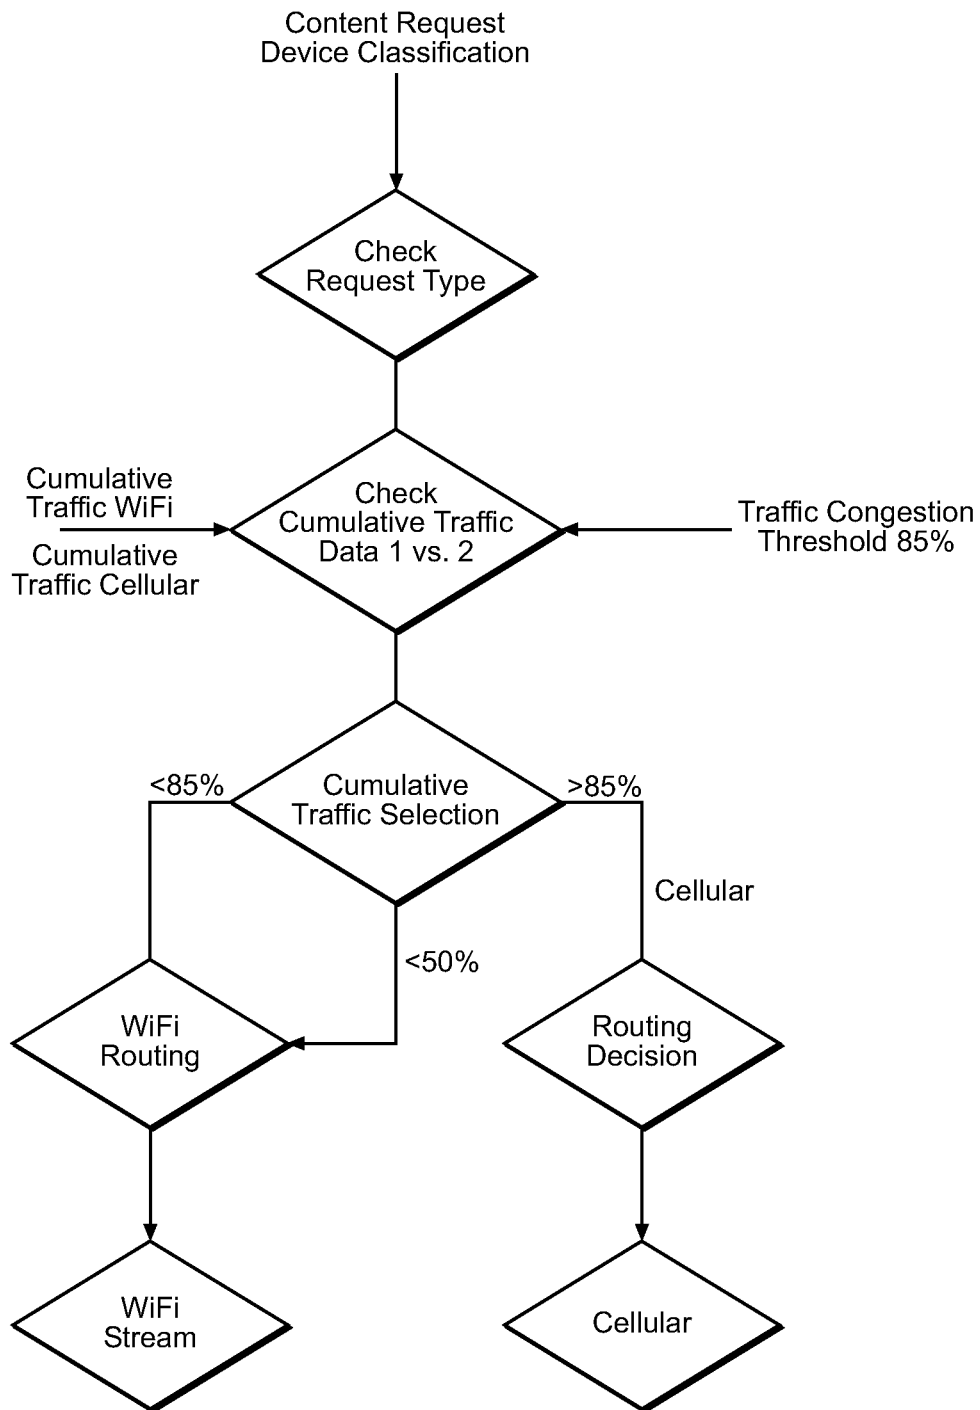 Content Request
Device Classification
Check
Request Type
Cumulative
Traffic WiFi
Cumulative
Traffic Cellular
Check
Cumulative Traffic
Data 1 vs. 2
Traffic Congestion
Threshold 85%
<85%
Cumulative
Traffic Selection
>85%
Cellular
<50%
WiFi
Routing
Routing
Decision
WiFi
Stream
Cellular